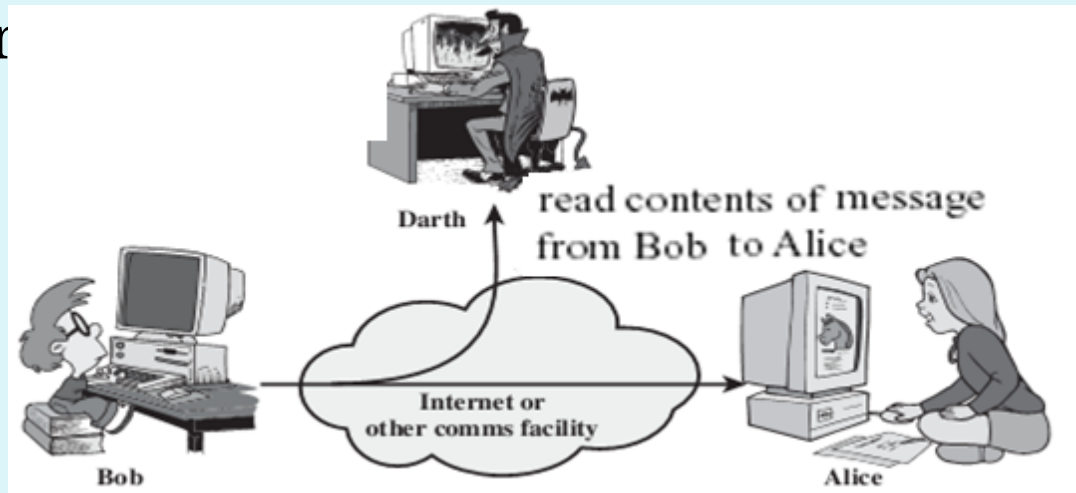 Darth
read contents of message
from Bob to Alice
Internet or
other comms facility
Bob
Alice